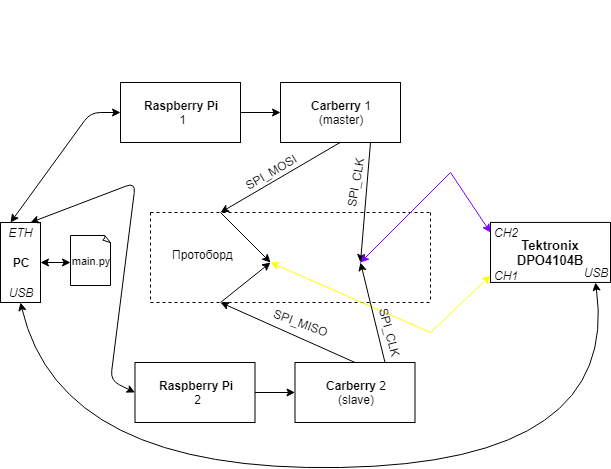 Raspberry Pi
1
Carberry 1
(master)
SPI_MOSI
SPI_CLK
ETH
PC
USB
main.py
Протоборд
CH2
Tektronix
DPO4104B
CH1
USB
SPI_MISO
SPI_CLK
Raspberry Pi
2
Carberry 2
(slave)